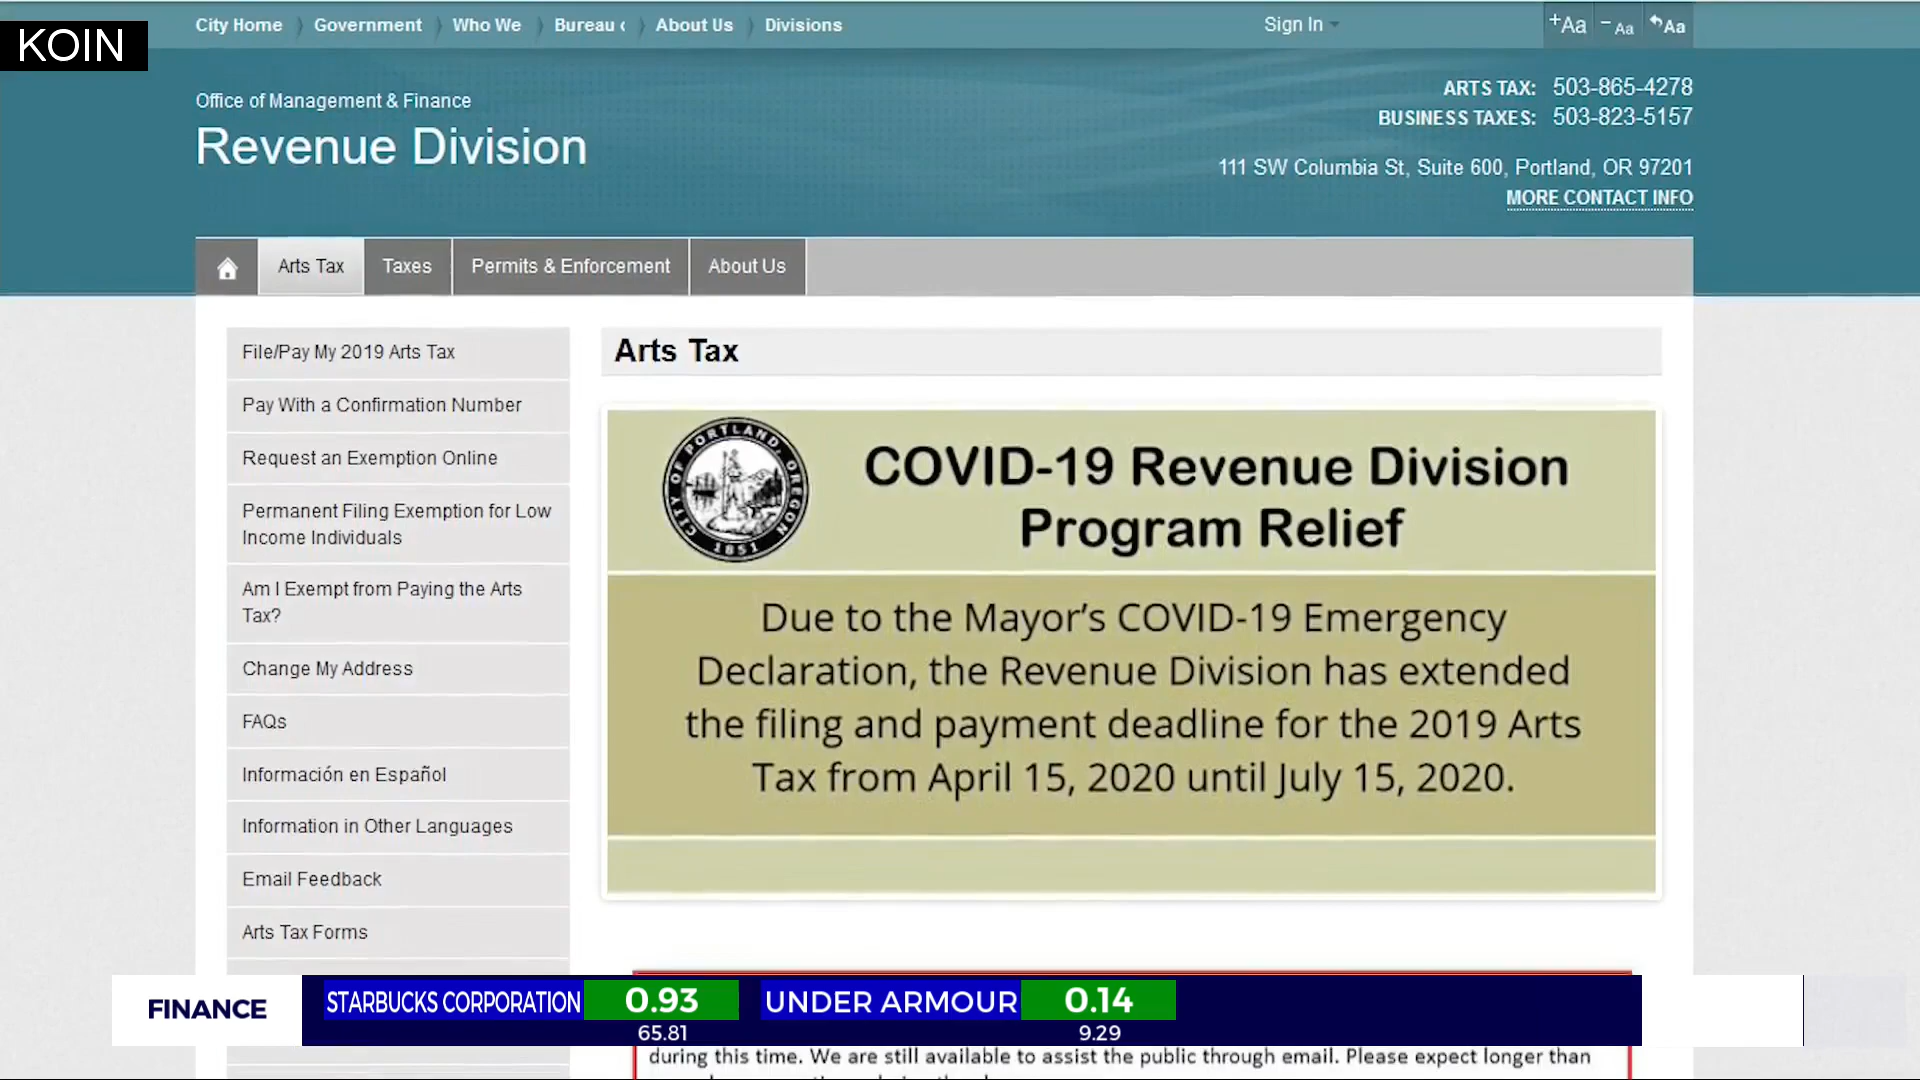 City Home
Government
Who We
Bureau
About Us
Divisions
Sign In
+Aa
-Aa
Aa
KOIN
Office of Management & Finance
Revenue Division
ARTS TAX: 503-865-4278
BUSINESS TAXES: 503-823-5157
111 SW Columbia St, Suite 600, Portland, OR 97201
MORE CONTACT INFO
Arts Tax
Taxes
Permits & Enforcement
About Us
File/Pay My 2019 Arts Tax
Pay With a Confirmation Number
Request an Exemption Online
Permanent Filing Exemption for Low
Income Individuals
Am I Exempt from Paying the Arts
Tax?
Change My Address
FAQs
Información en Español
Information in Other Languages
Email Feedback
Arts Tax Forms
Arts Tax
CITY OF PORTLAND, OREGON
1851
COVID-19 Revenue Division
Program Relief
Due to the Mayor’s COVID-19 Emergency
Declaration, the Revenue Division has extended
the filing and payment deadline for the 2019 Arts
Tax from April 15, 2020 until July 15, 2020.
FINANCE
STARBUCKS CORPORATION 0.93
65.81
UNDER ARMOUR 0.14
9.29
during this time. We are still available to assist the public through email. Please expect longer than